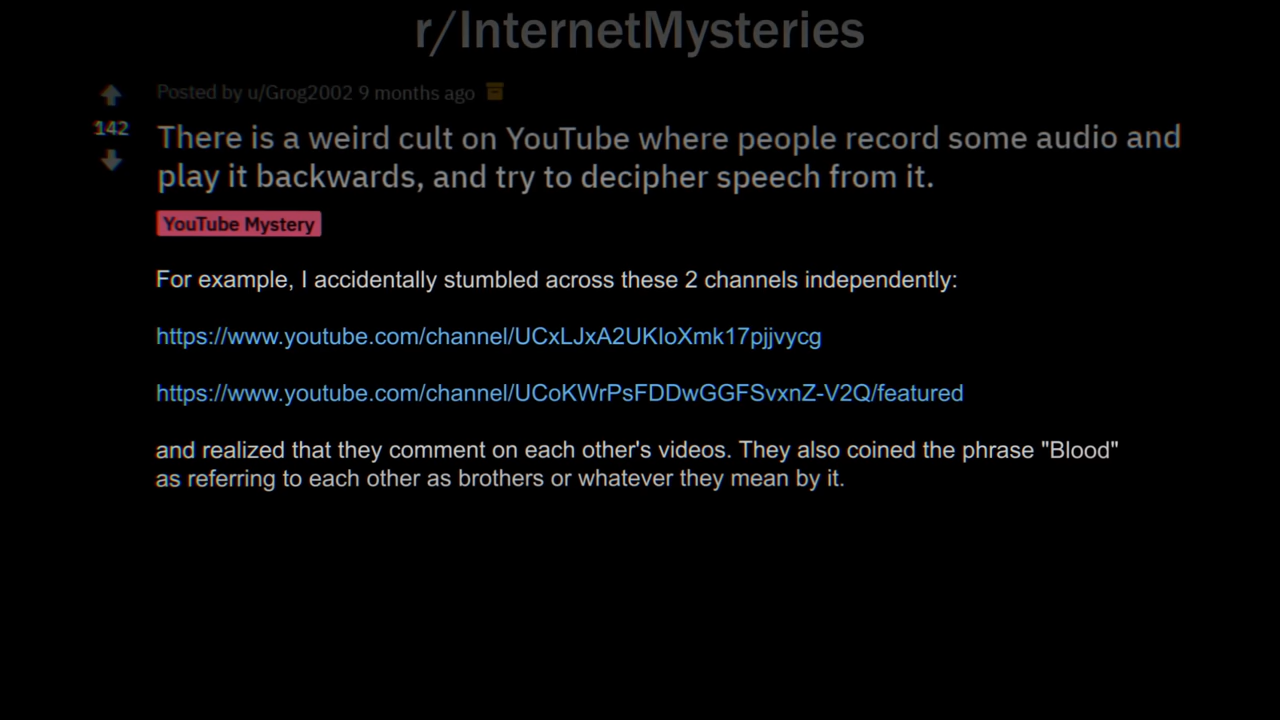 r/InternetMysteries
Posted by u/Grog2002 9 months ago
142
There is a weird cult on YouTube where people record some audio and
play it backwards, and try to decipher speech from it.
YouTube Mystery
For example, I accidentally stumbled across these 2 channels independently:
https://www.youtube.com/channel/UCxLJxA2UKIoXmk17pjjvycg
https://www.youtube.com/channel/UCoKWrPsFDDwGGFSvxnZ-V2Q/featured
and realized that they comment on each other's videos. They also coined the phrase "Blood"
as referring to each other as brothers or whatever they mean by it.